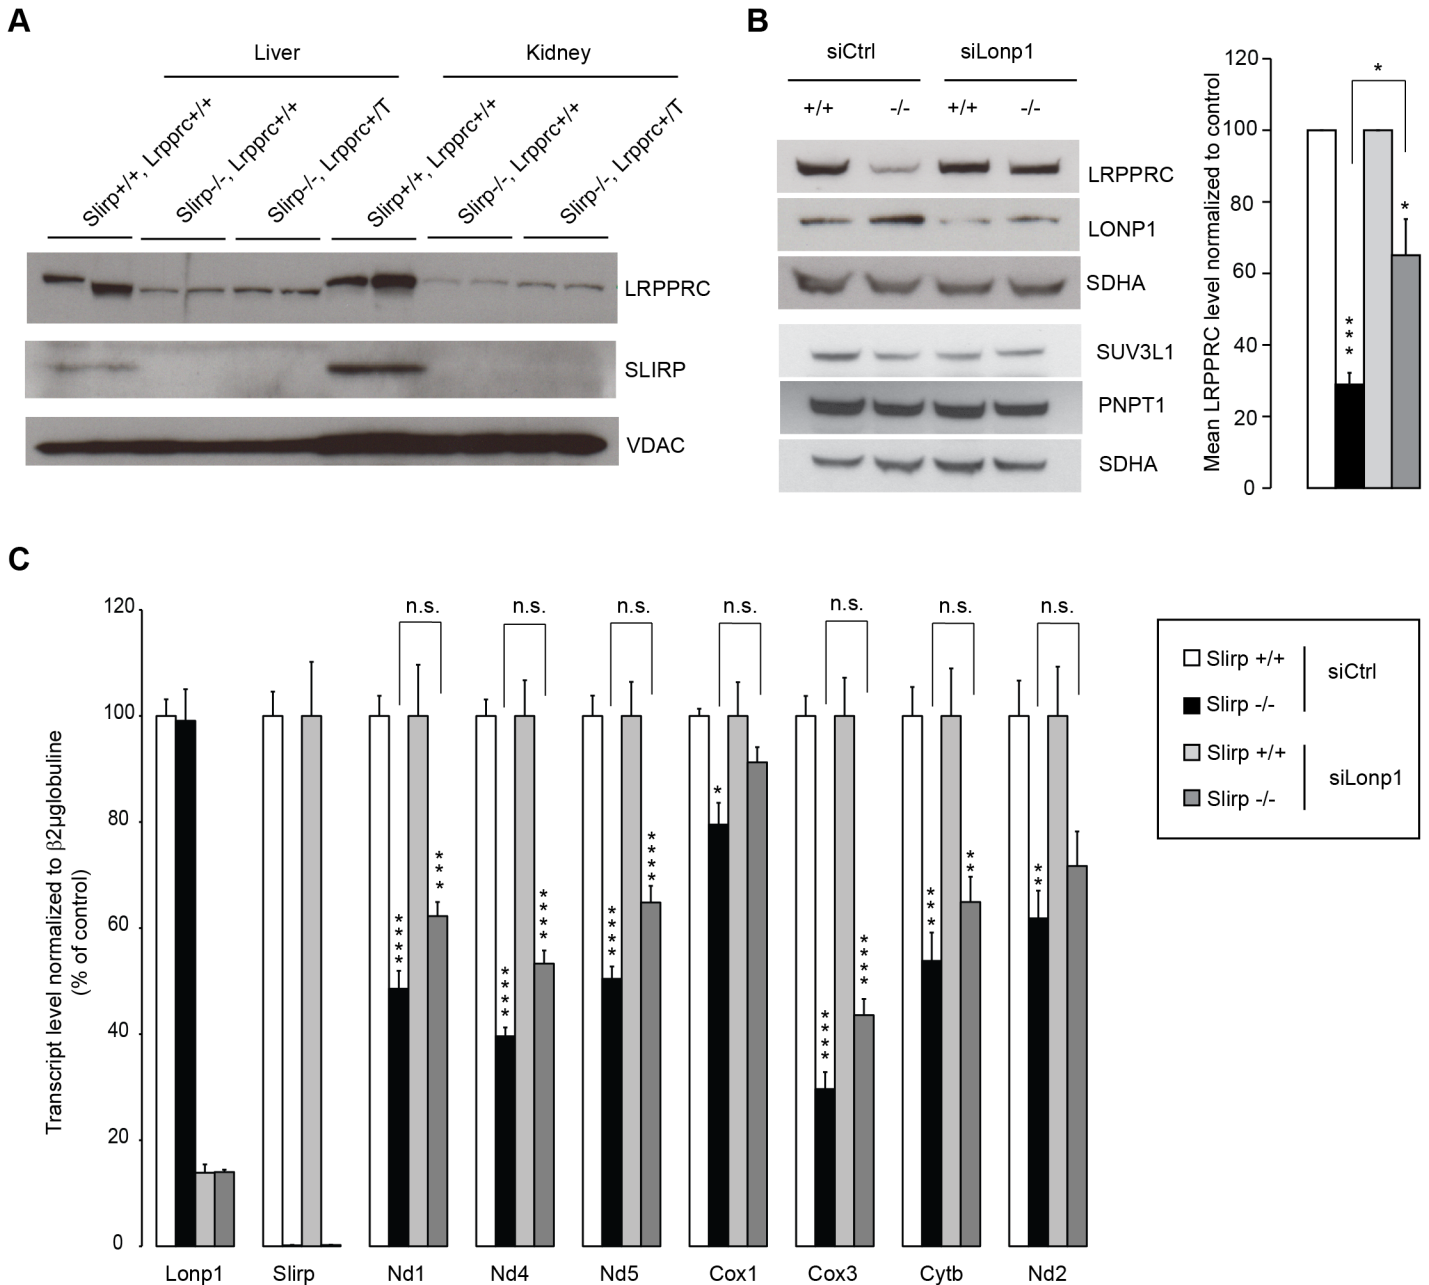 A
Liver
Kidney
Slirp+/+, Lrpprc+/+
Slirp-/-, Lrpprc+/+
Slirp-/-, Lrpprc+/T
Slirp+/+, Lrpprc+/+
Slirp-/-, Lrpprc+/+
Slirp-/-, Lrpprc+/T
LRPPRC
SLIRP
VDAC
B
siCtrl
siLonp1
+/+ -/- +/+ -/-
LRPPRC
LONP1
SDHA
SUV3L1
PNPT1
SDHA
Mean LRPPRC level normalized to control
120
100
80
60
40
20
0
*
***
*
C
Transcript level normalized to β2μglobuline
(% of control)
120
100
80
60
40
20
0
n.s. n.s. n.s. n.s. n.s. n.s. n.s.
**** *** **** **** **** **** * **** **** *** ** **
Lonp1 Slirp Nd1 Nd4 Nd5 Cox1 Cox3 Cytb Nd2
Slirp +/+
Slirp -/-
siCtrl
Slirp +/+
Slirp -/-
siLonp1